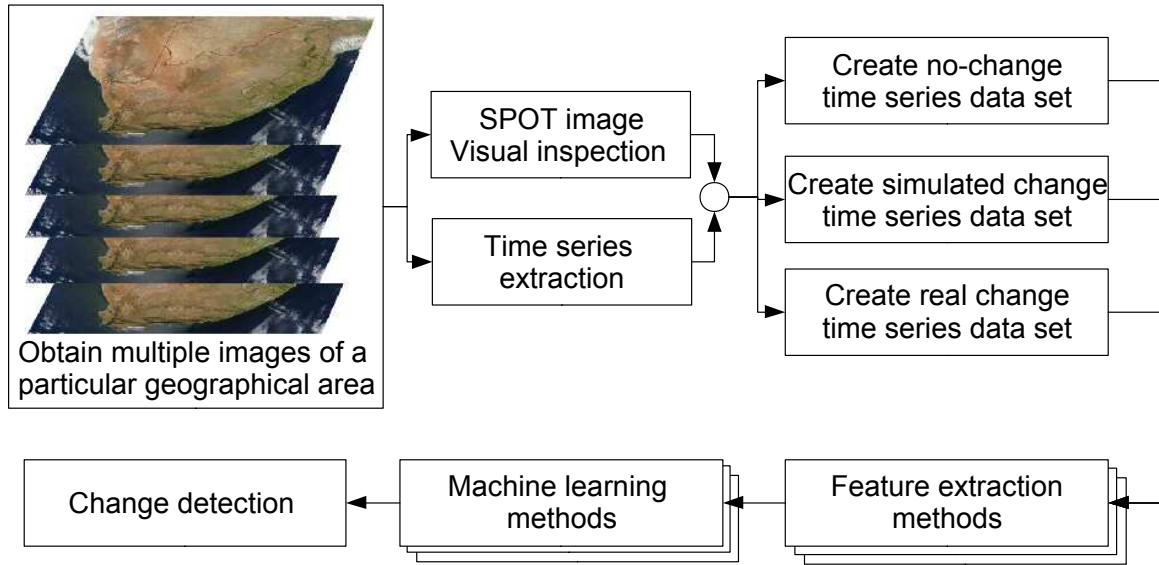 Obtain multiple images of a
particular geographical area
SPOT image
Visual inspection
Time series
extraction
Create no-change
time series data set
Create simulated change
time series data set
Create real change
time series data set
Feature extraction
methods
Machine learning
methods
Change detection